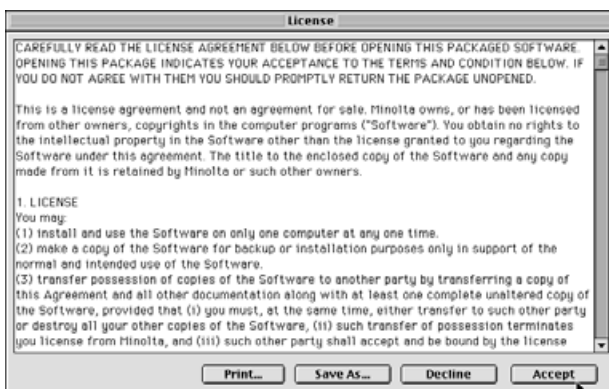 License
CAREFULLY READ THE LICENSE AGREEMENT BELOW BEFORE OPENING THIS PACKAGED SOFTWARE.
OPENING THIS PACKAGE INDICATES YOUR ACCEPTANCE TO THE TERMS AND CONDITION BELOW. IF
YOU DO NOT AGREE WITH THEM YOU SHOULD PROMPTLY RETURN THE PACKAGE UNOPENED.
This is a license agreement and not an agreement for sale. Minolta owns, or has been licensed
from other owners, copyrights in the computer programs ("Software"). You obtain no rights to
the intellectual property in the Software other than the license granted to you regarding the
Software under this agreement. The title to the enclosed copy of the Software and any copy
made from it is retained by Minolta or such other owners.
1. LICENSE
You may:
(1) install and use the Software on only one computer at any one time.
(2) make a copy of the Software for backup or installation purposes only in support of the
normal and intended use of the Software.
(3) transfer possession of copies of the Software to another party by transferring a copy of
this Agreement and all other documentation along with at least one complete unaltered copy of
the Software, provided that (i) you must, at the same time, either transfer to such other party
or destroy all your other copies of the Software, (ii) such transfer of possession terminates
you license from Minolta, and (iii) such other party shall accept and be bound by the license
Print... Save As... Decline Accept